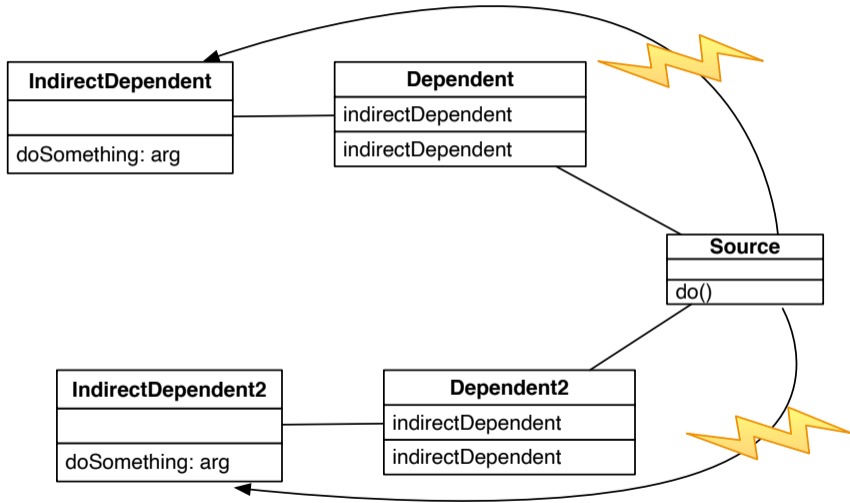 IndirectDependent
doSomething: arg
Dependent
indirectDependent
indirectDependent
Source
do()
IndirectDependent2
doSomething: arg
Dependent2
indirectDependent
indirectDependent